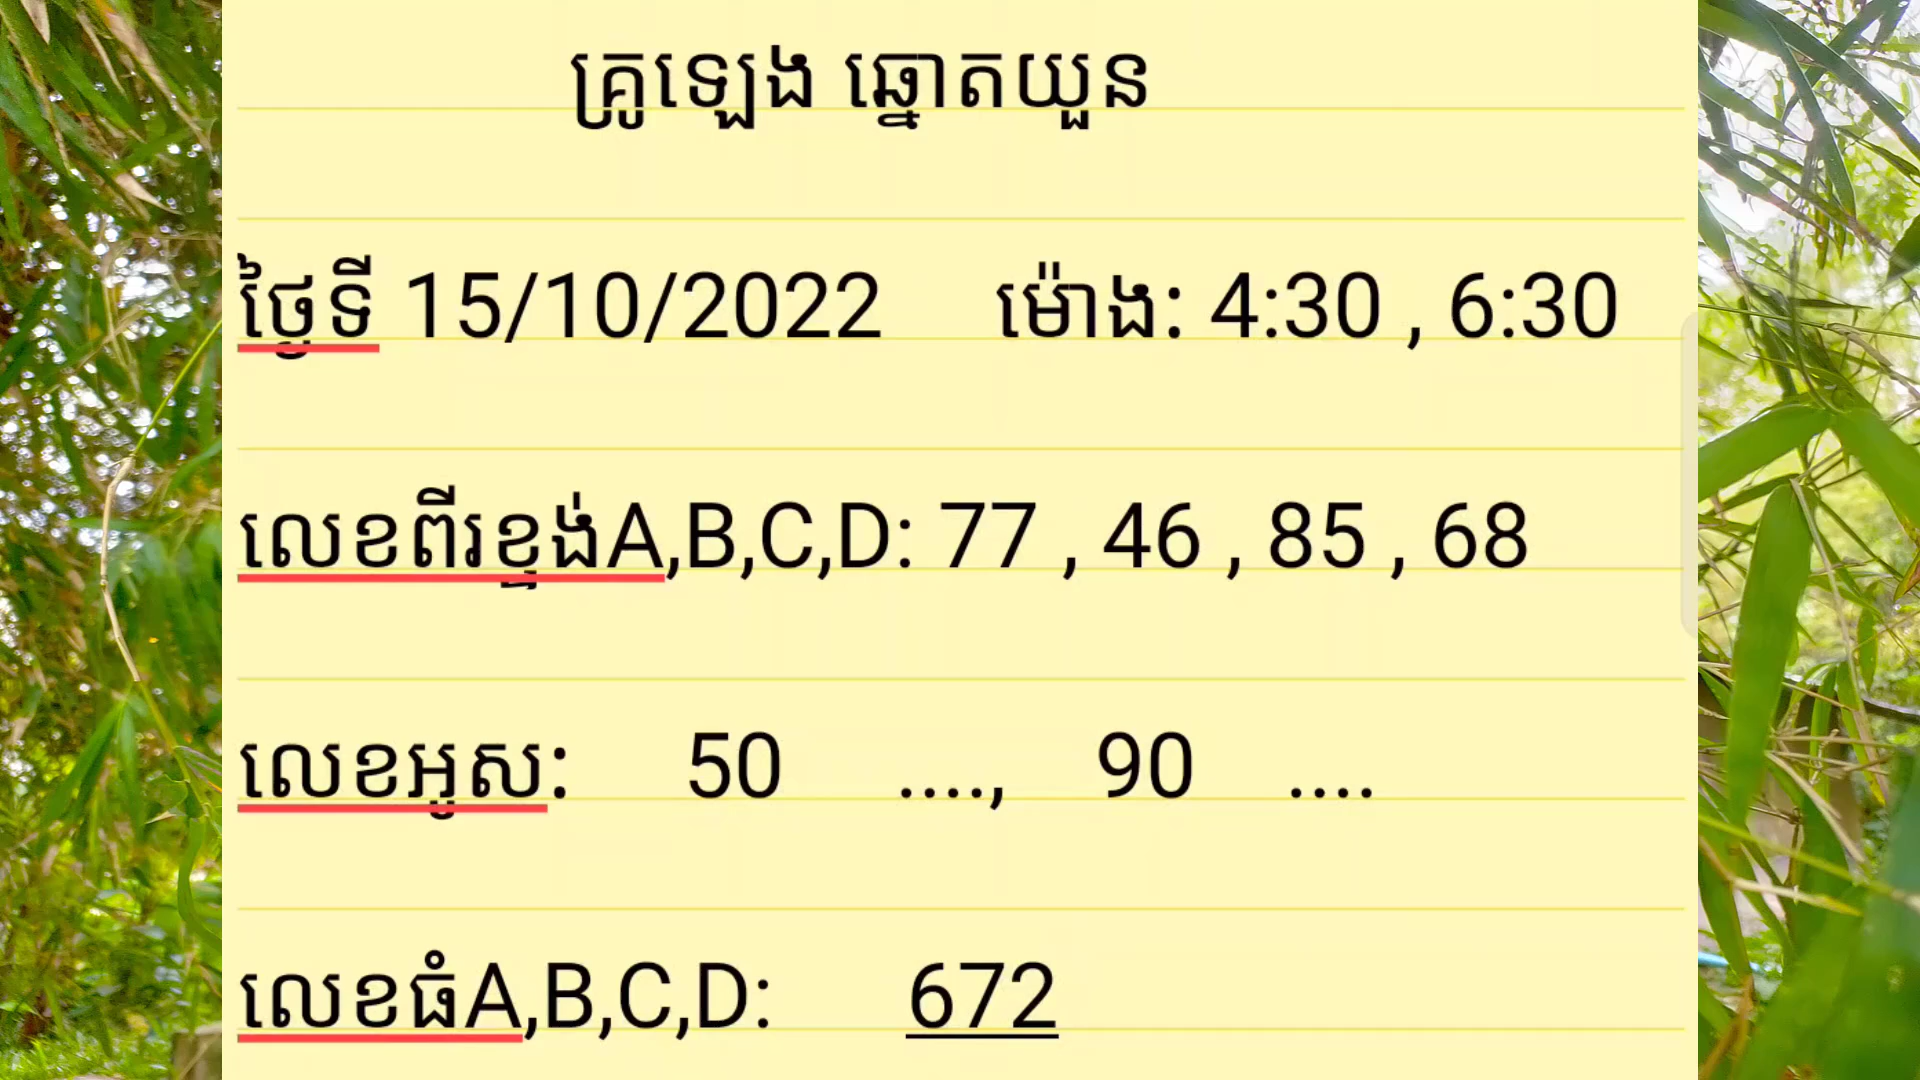 គ្រូឡេង ឆ្នោតយួន
ថ្ងៃទី 15/10/2022 ម៉ោង: 4:30 , 6:30
លេខពីរខ្ទង់A,B,C,D: 77 , 46 , 85 , 68
លេខអូស: 50 ...., 90 ....
លេខធំA,B,C,D: 672